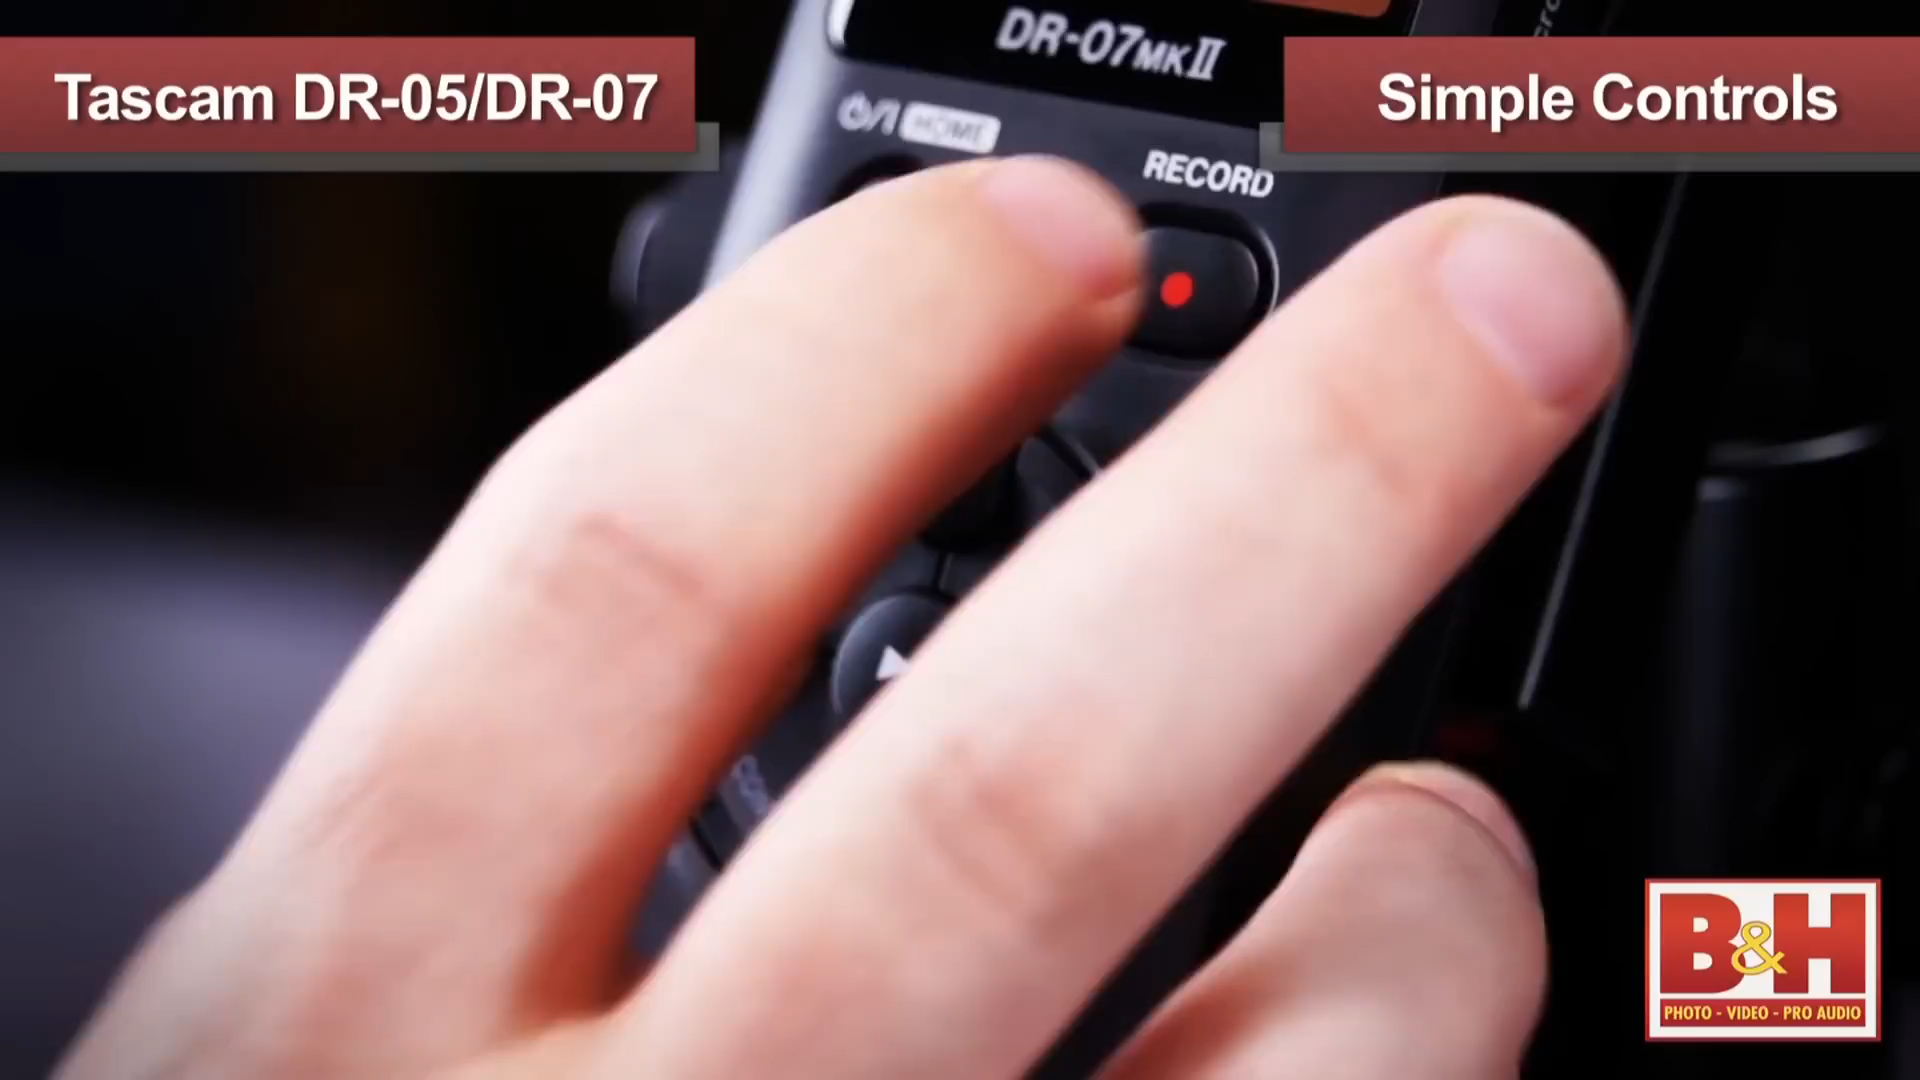 DR-07MKII
Tascam DR-05/DR-07
Simple Controls
HOME
RECORD
B&H
PHOTO - VIDEO - PRO AUDIO